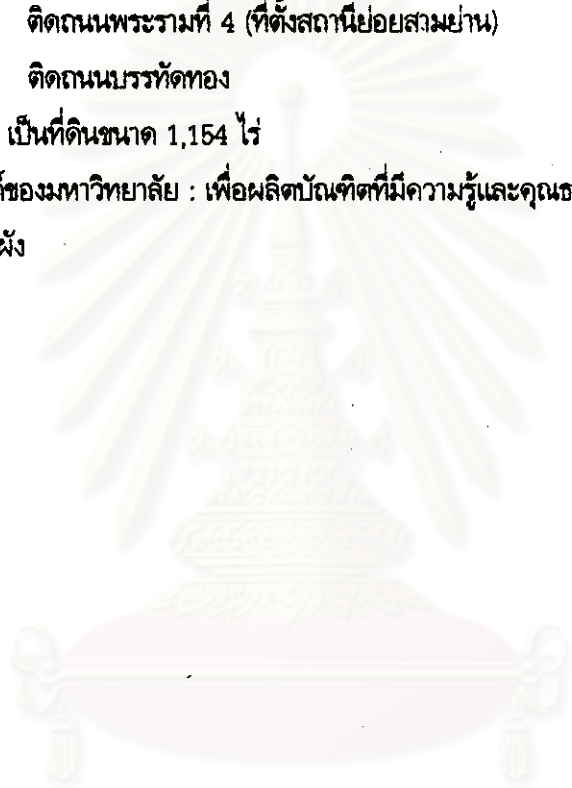 ติดถนนพระรามที่ 4 (ที่ตั้งสถานีย่อยสามย่าน)
ติดถนนบรรทัดทอง
เป็นที่ดินขนาด 1,154 ไร่
ของมหาวิทยาลัย : เพื่อผลิตบัณฑิตที่มีความรู้และคุณธ
ผัง